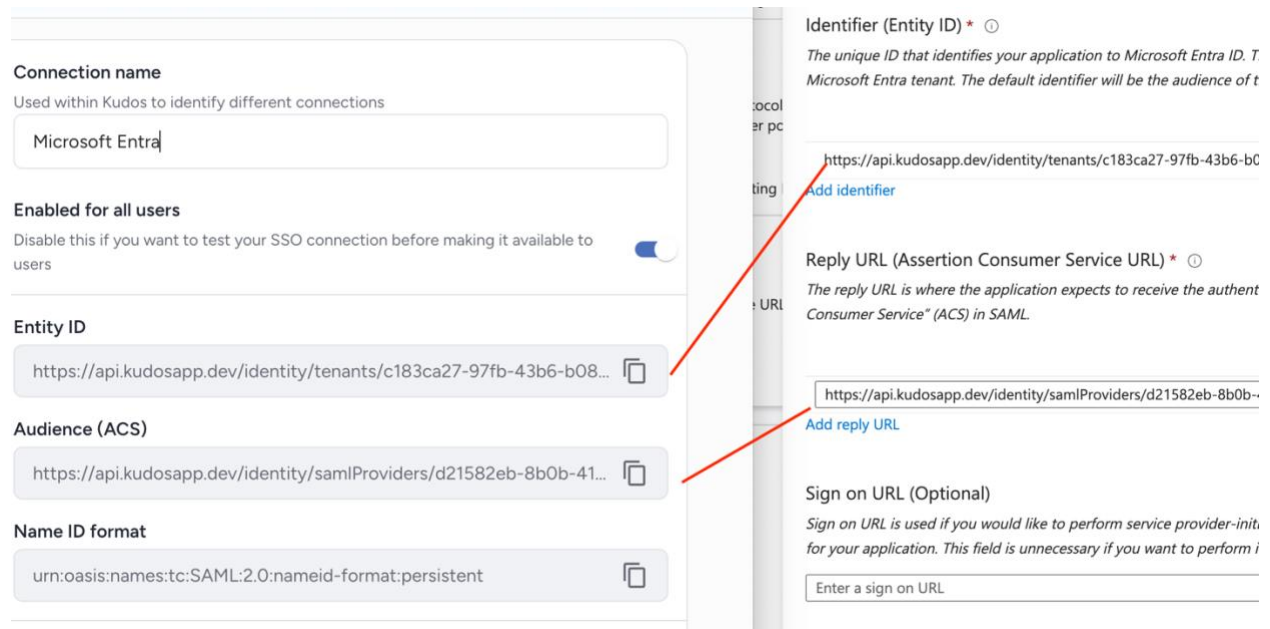 Connection name
Used within Kudos to identify different connections
Microsoft Entra
Enabled for all users
Disable this if you want to test your SSO connection before making it available to
users
Entity ID
https://api.kudosapp.dev/identity/tenants/c183ca27-97fb-43b6-b08...
Audience (ACS)
https://api.kudosapp.dev/identity/samlProviders/d21582eb-8b0b-41...
Name ID format
urn:oasis:names:tc:SAML:2.0:nameid-format:persistent
ocol
er po
ting
URL
Identifier (Entity ID) *
The unique ID that identifies your application to Microsoft Entra ID. T
Microsoft Entra tenant. The default identifier will be the audience of t
https://api.kudosapp.dev/identity/tenants/c183ca27-97fb-43b6-b0
Add identifier
Reply URL (Assertion Consumer Service URL) *
The reply URL is where the application expects to receive the authent
Consumer Service" (ACS) in SAML.
https://api.kudosapp.dev/identity/samlProviders/d21582eb-8b0b-
Add reply URL
Sign on URL (Optional)
Sign on URL is used if you would like to perform service provider-init
for your application. This field is unnecessary if you want to perform i
Enter a sign on URL